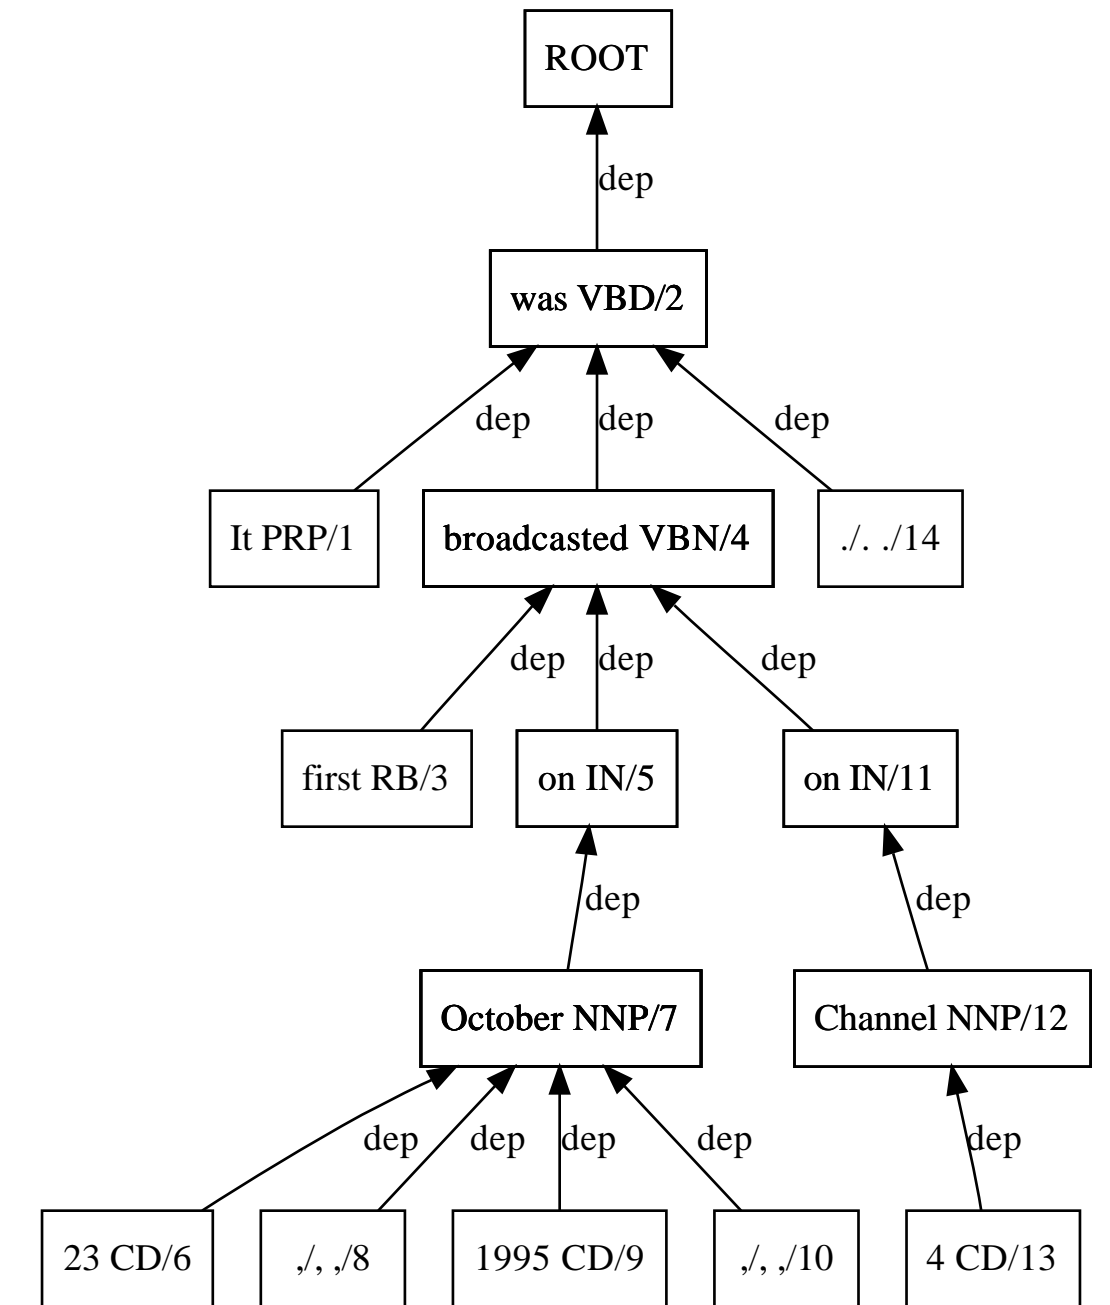 ROOT
dep
was VBD/2
dep dep dep
It PRP/1 broadcasted VBN/4 ./. ./14
dep dep dep
first RB/3 on IN/5 on IN/11
dep dep
October NNP/7 Channel NNP/12
dep dep dep dep dep
23 CD/6 ,/, ,/8 1995 CD/9 ,/, ,/10 4 CD/13